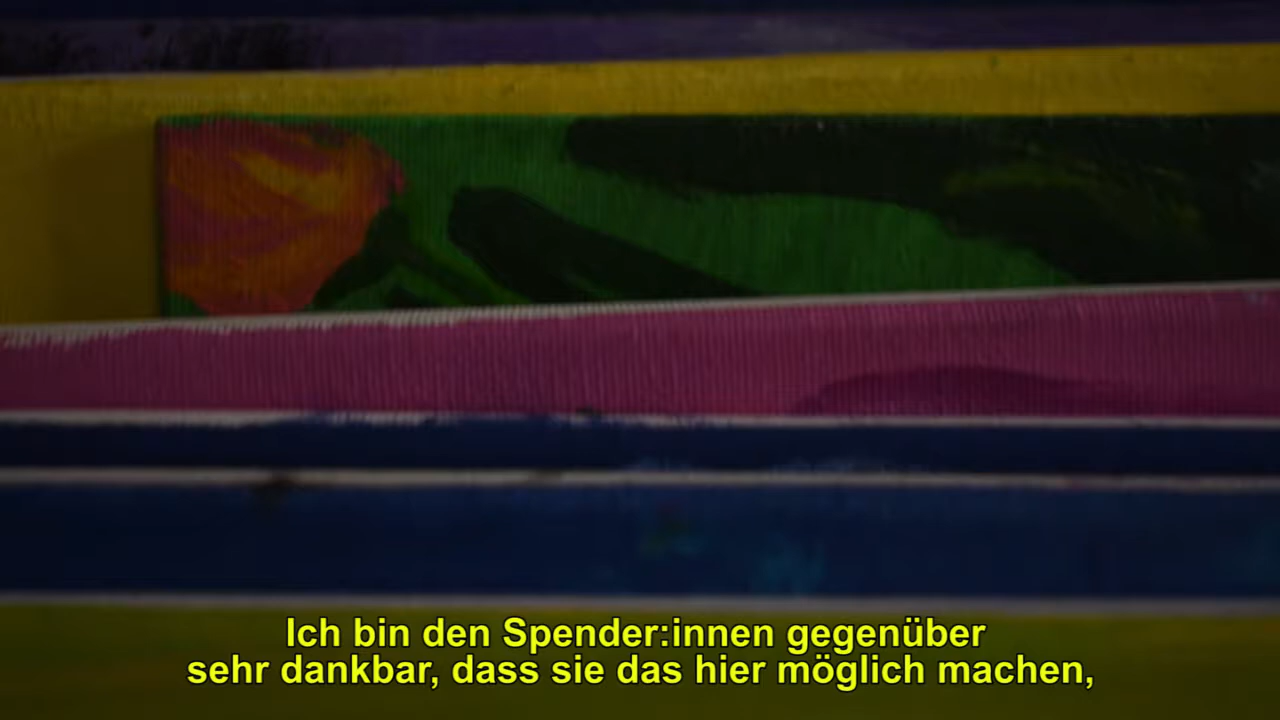 Ich bin den Spender:innen gegenüber
sehr dankbar, dass sie das hier möglich machen,